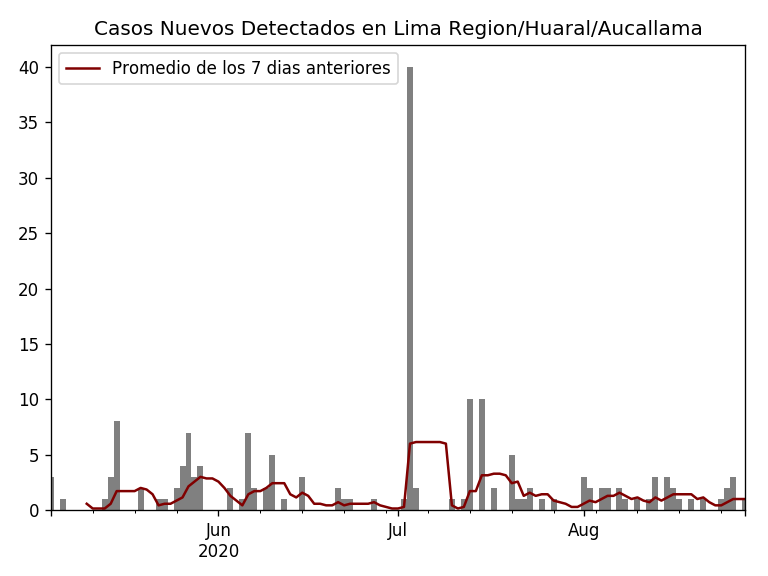 Casos Nuevos Detectados en Lima Region/Huaral/Aucallama
Promedio de los 7 dias anteriores
40
35
30
25
20
15
10
5
0
Jun
2020
Jul
Aug